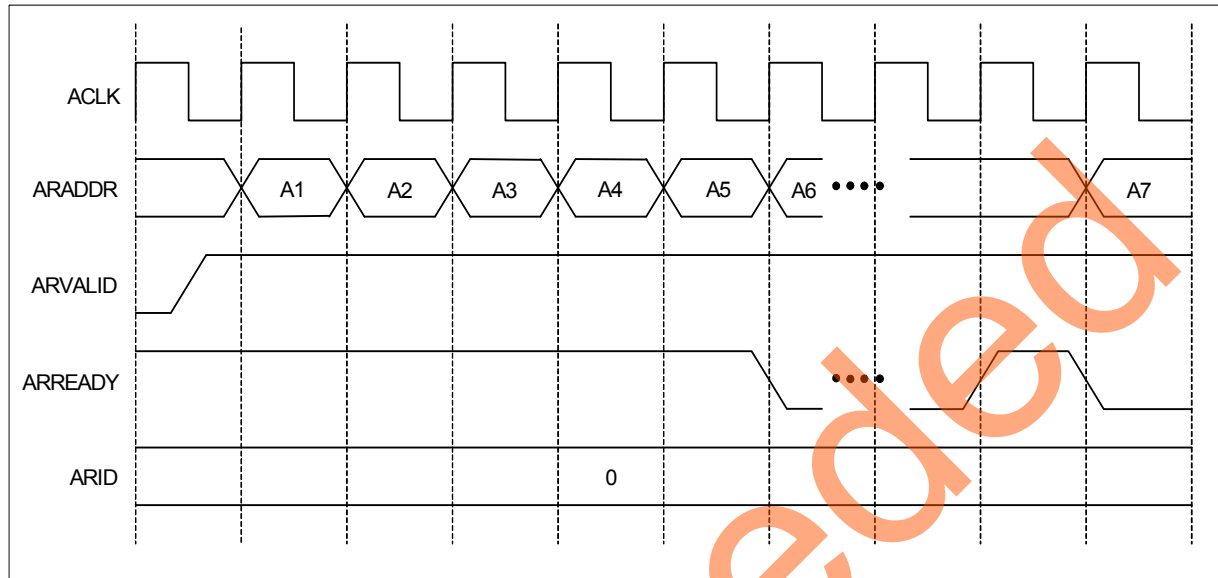 ACLK
ARADDR A1 A2 A3 A4 A5 A6 •••• A7
ARVALID
ARREADY ••••
ARID 0
eded